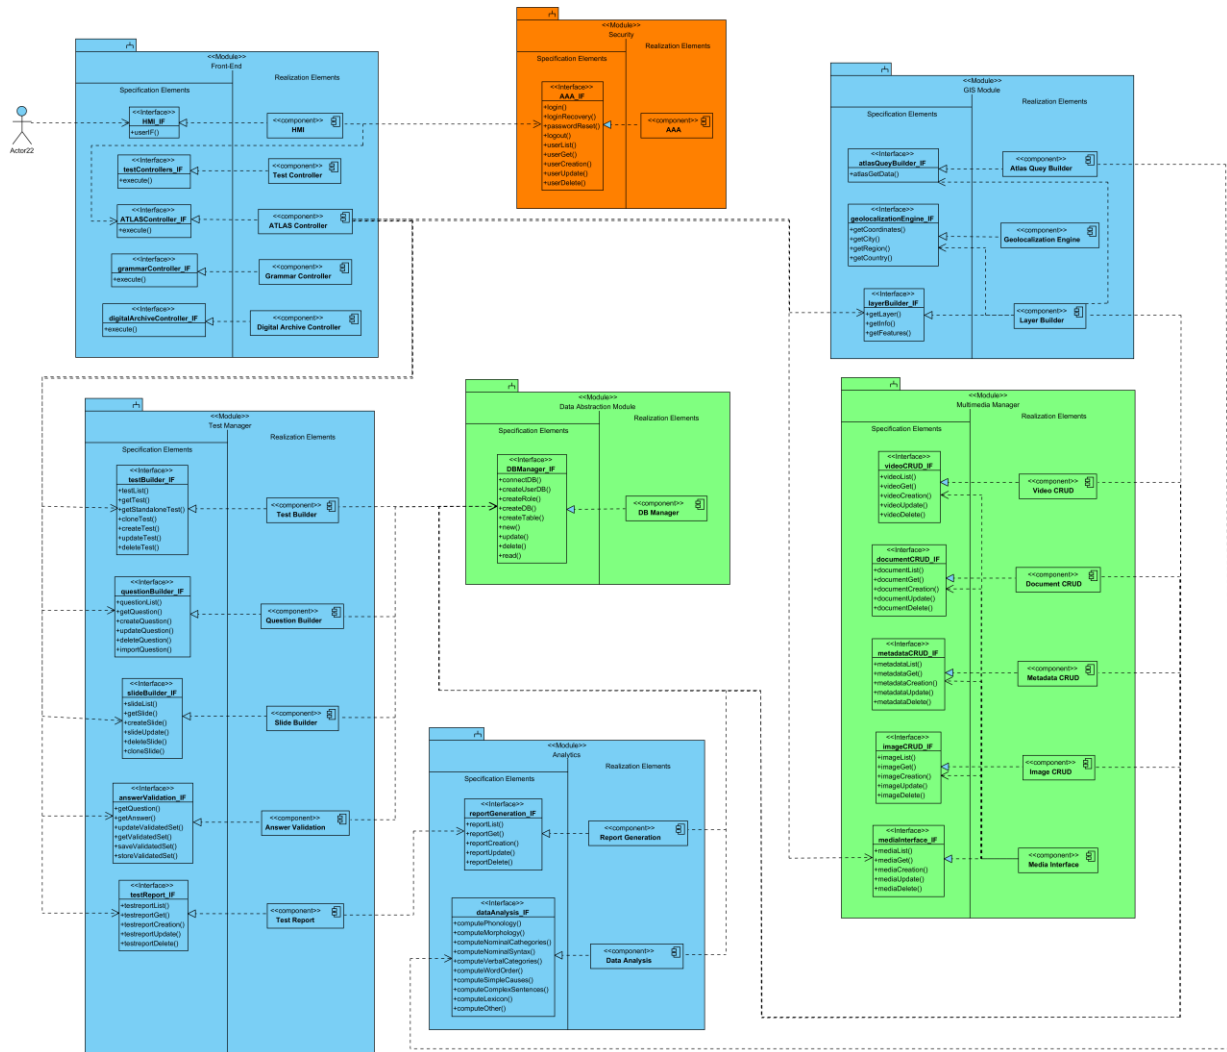 <<Module>>
Security
Specification Elements
Realization Elements
<<Interface>>
AAA_IF
+login()
+loginRecovery()
+passwordReset()
+logout()
+userList()
+userGet()
+userCreation()
+userUpdate()
+userDelete()
<<component>>
AAA
<<Module>>
Front-End
Specification Elements
Realization Elements
Actor22
<<Interface>>
HMI_IF
+userIF()
<<component>>
HMI
<<Interface>>
testControllers_IF
+execute()
<<component>>
Test Controller
<<Interface>>
ATLASController_IF
+execute()
<<component>>
ATLAS Controller
<<Interface>>
grammarController_IF
+execute()
<<component>>
Grammar Controller
<<Interface>>
digitalArchiveController_IF
+execute()
<<component>>
Digital Archive Controller
<<Module>>
GIS Module
Specification Elements
Realization Elements
<<Interface>>
atlasQueyBuilder_IF
+atlasGetData()
<<component>>
Atlas Quey Builder
<<Interface>>
geolocalizationEngine_IF
+getCoordinates()
+getCity()
+getRegion()
+getCountry()
<<component>>
Geolocalization Engine
<<Interface>>
layerBuilder_IF
+getLayer()
+getInfo()
+getFeatures()
<<component>>
Layer Builder
<<Module>>
Test Manager
Specification Elements
Realization Elements
<<Interface>>
testBuilder_IF
+testList()
+getTest()
+getStandaloneTest()
+cloneTest()
+createTest()
+updateTest()
+deleteTest()
<<component>>
Test Builder
<<Interface>>
questionBuilder_IF
+questionList()
+getQuestion()
+createQuestion()
+updateQuestion()
+deleteQuestion()
+importQuestion()
<<component>>
Question Builder
<<Interface>>
slideBuilder_IF
+slideList()
+getSlide()
+createSlide()
+slideUpdate()
+deleteSlide()
+cloneSlide()
<<component>>
Slide Builder
<<Interface>>
answerValidation_IF
+getQuestion()
+getAnswer()
+updateValidatedSet()
+getValidatedSet()
+saveValidatedSet()
+storeValidatedSet()
<<component>>
Answer Validation
<<Interface>>
testReport_IF
+testreportList()
+testreportGet()
+testreportCreation()
+testreportUpdate()
+testreportDelete()
<<component>>
Test Report
<<Module>>
Data Abstraction Module
Specification Elements
Realization Elements
<<Interface>>
DBManager_IF
+connectDB()
+createUserDB()
+createRole()
+createDB()
+createTable()
+new()
+update()
+delete()
+read()
<<component>>
DB Manager
<<Module>>
Analytics
Specification Elements
Realization Elements
<<Interface>>
reportGeneration_IF
+reportList()
+reportGet()
+reportCreation()
+reportUpdate()
+reportDelete()
<<component>>
Report Generation
<<Interface>>
dataAnalysis_IF
+computePhonology()
+computeMorphology()
+computeNominalCathegories()
+computeNominalSyntax()
+computeVerbalCategories()
+computeWordOrder()
+computeSimpleCauses()
+computeComplexSentences()
+computeLexicon()
+computeOther()
<<component>>
Data Analysis
<<Module>>
Multimedia Manager
Specification Elements
Realization Elements
<<Interface>>
videoCRUD_IF
+videoList()
+videoGet()
+videoCreation()
+videoUpdate()
+videoDelete()
<<component>>
Video CRUD
<<Interface>>
documentCRUD_IF
+documentList()
+documentGet()
+documentCreation()
+documentUpdate()
+documentDelete()
<<component>>
Document CRUD
<<Interface>>
metadataCRUD_IF
+metadataList()
+metadataGet()
+metadataCreation()
+metadataUpdate()
+metadataDelete()
<<component>>
Metadata CRUD
<<Interface>>
imageCRUD_IF
+imageList()
+imageGet()
+imageCreation()
+imageUpdate()
+imageDelete()
<<component>>
Image CRUD
<<Interface>>
mediaInterface_IF
+mediaList()
+mediaGet()
+mediaCreation()
+mediaUpdate()
+mediaDelete()
<<component>>
Media Interface